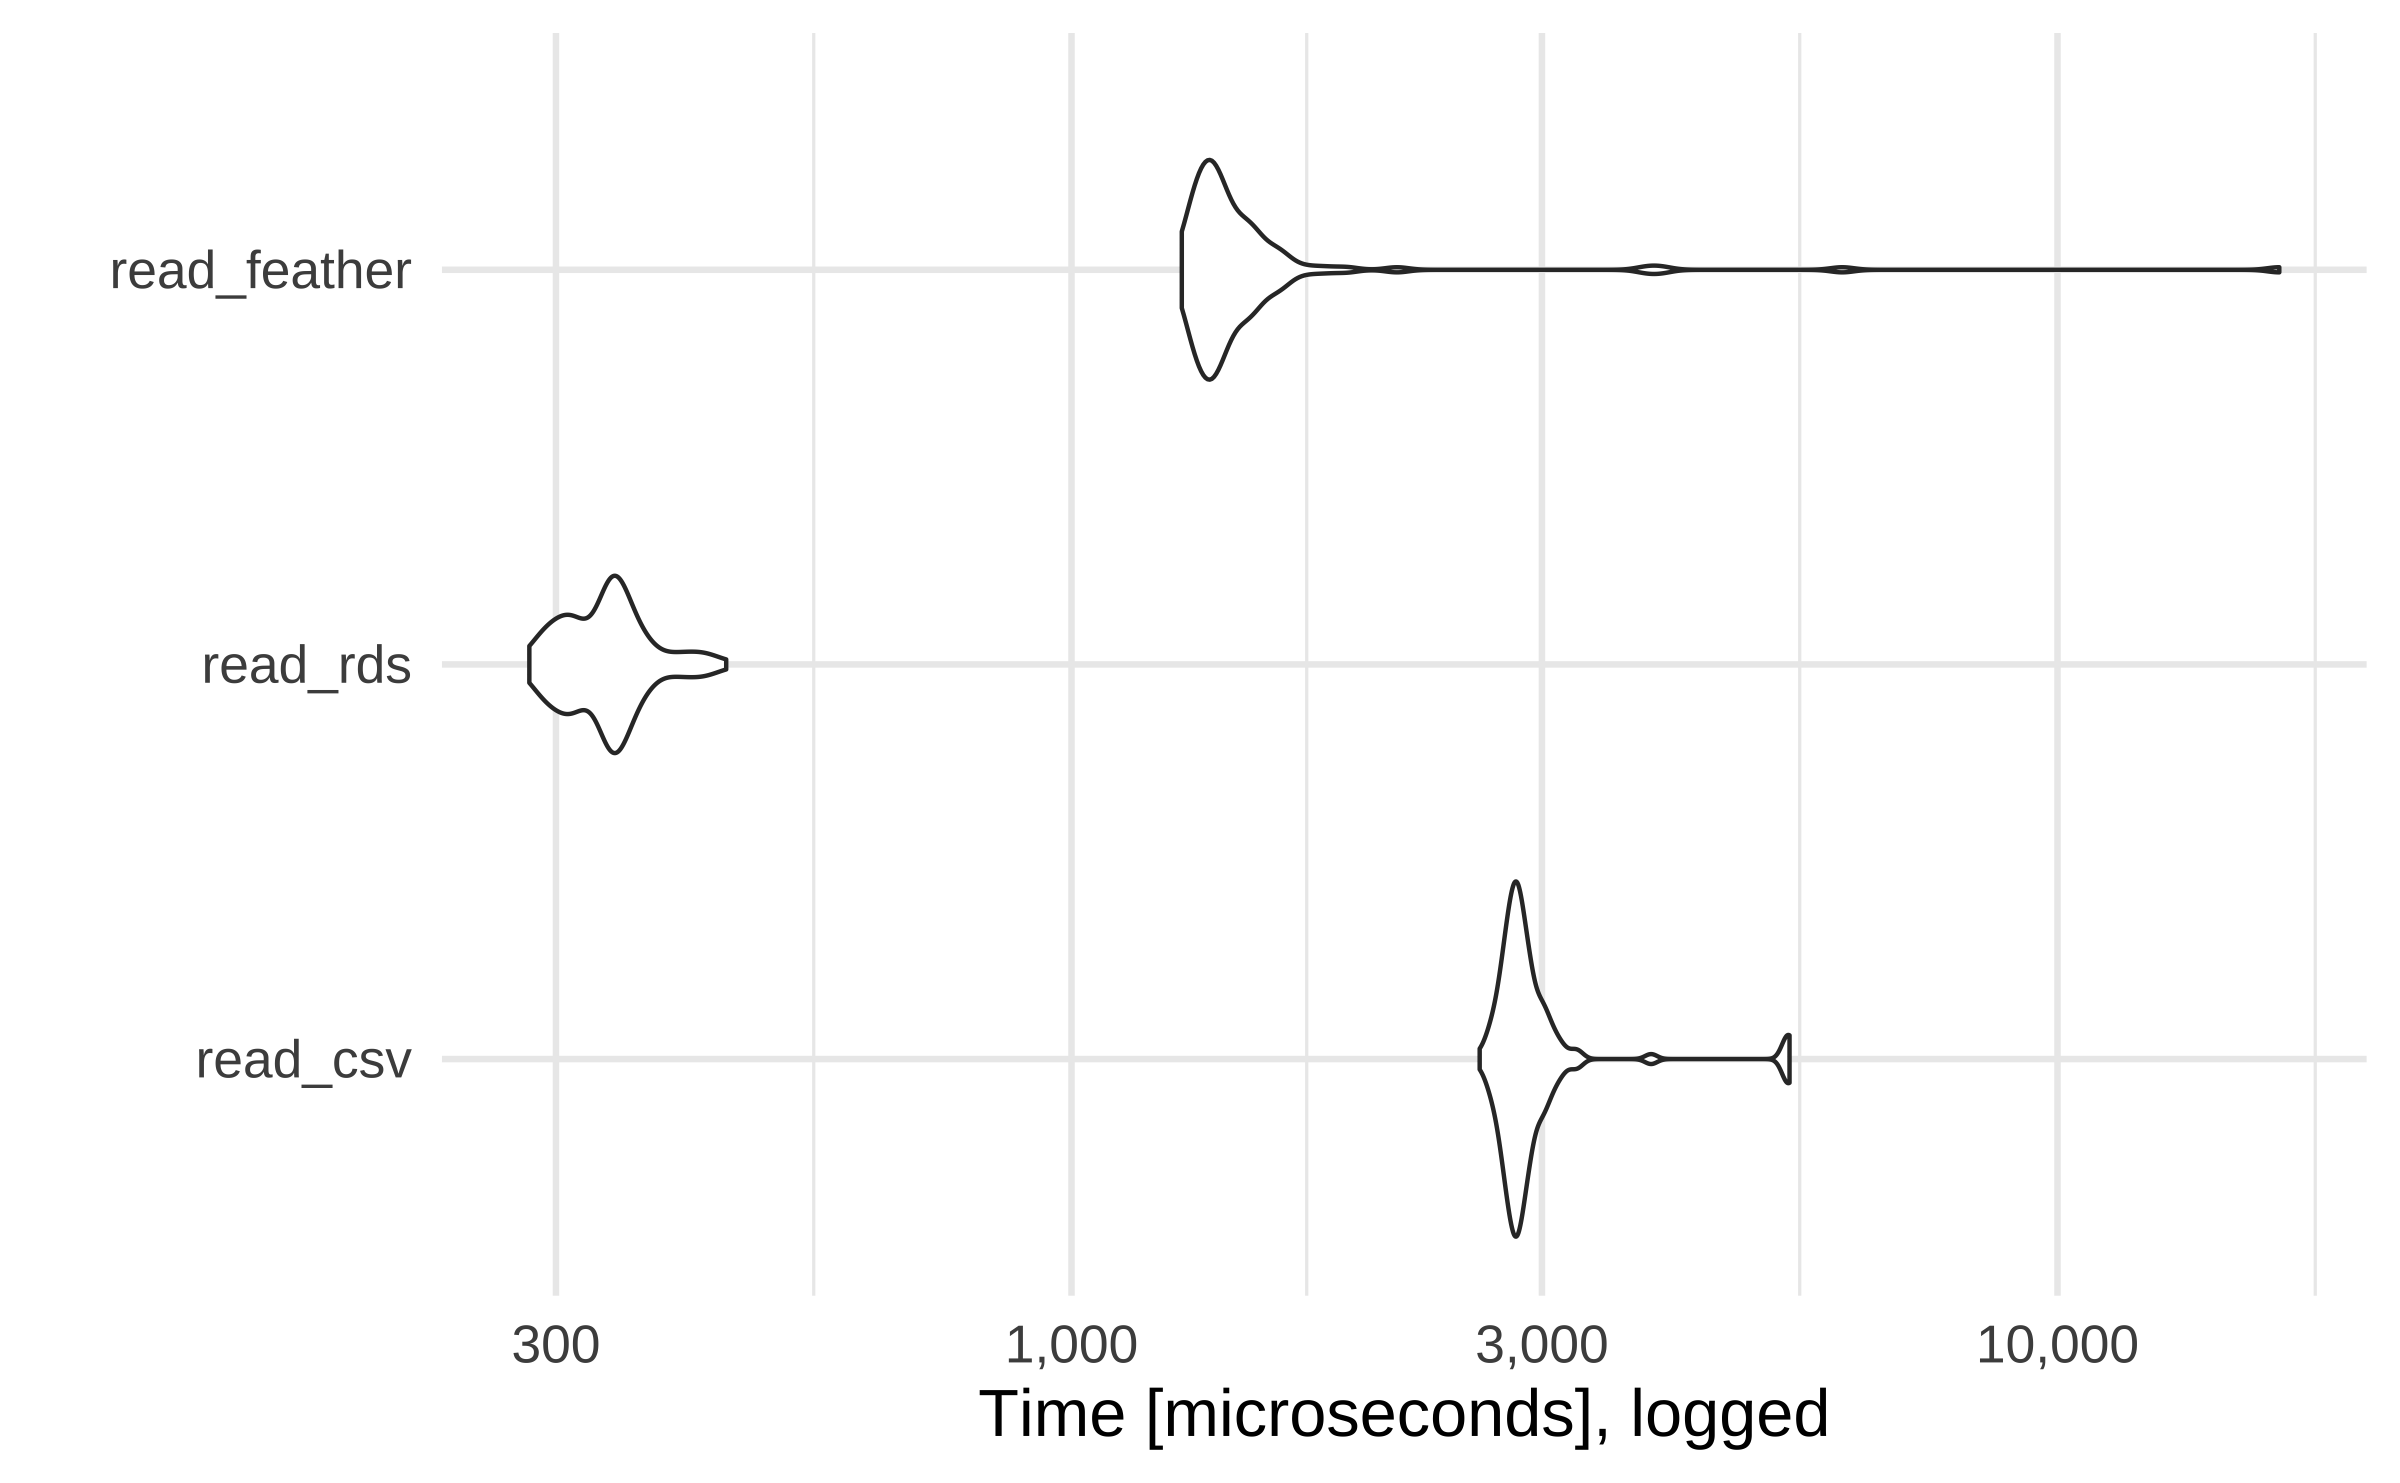 read_feather
read_rds
read_csv
300 1,000 3,000 10,000
Time [microseconds], logged